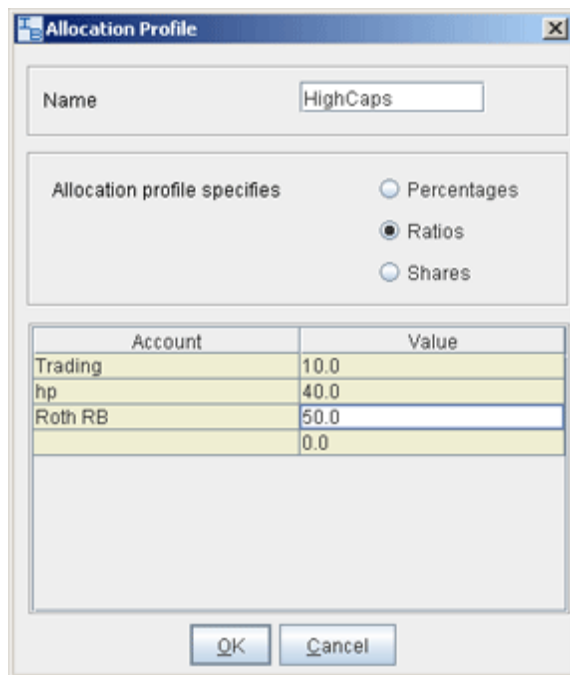 Allocation Profile
Name HighCaps
Allocation profile specifies Percentages
Ratios
Shares
Account Value
Trading 10.0
hp 40.0
Roth RB 50.0
0.0
OK Cancel